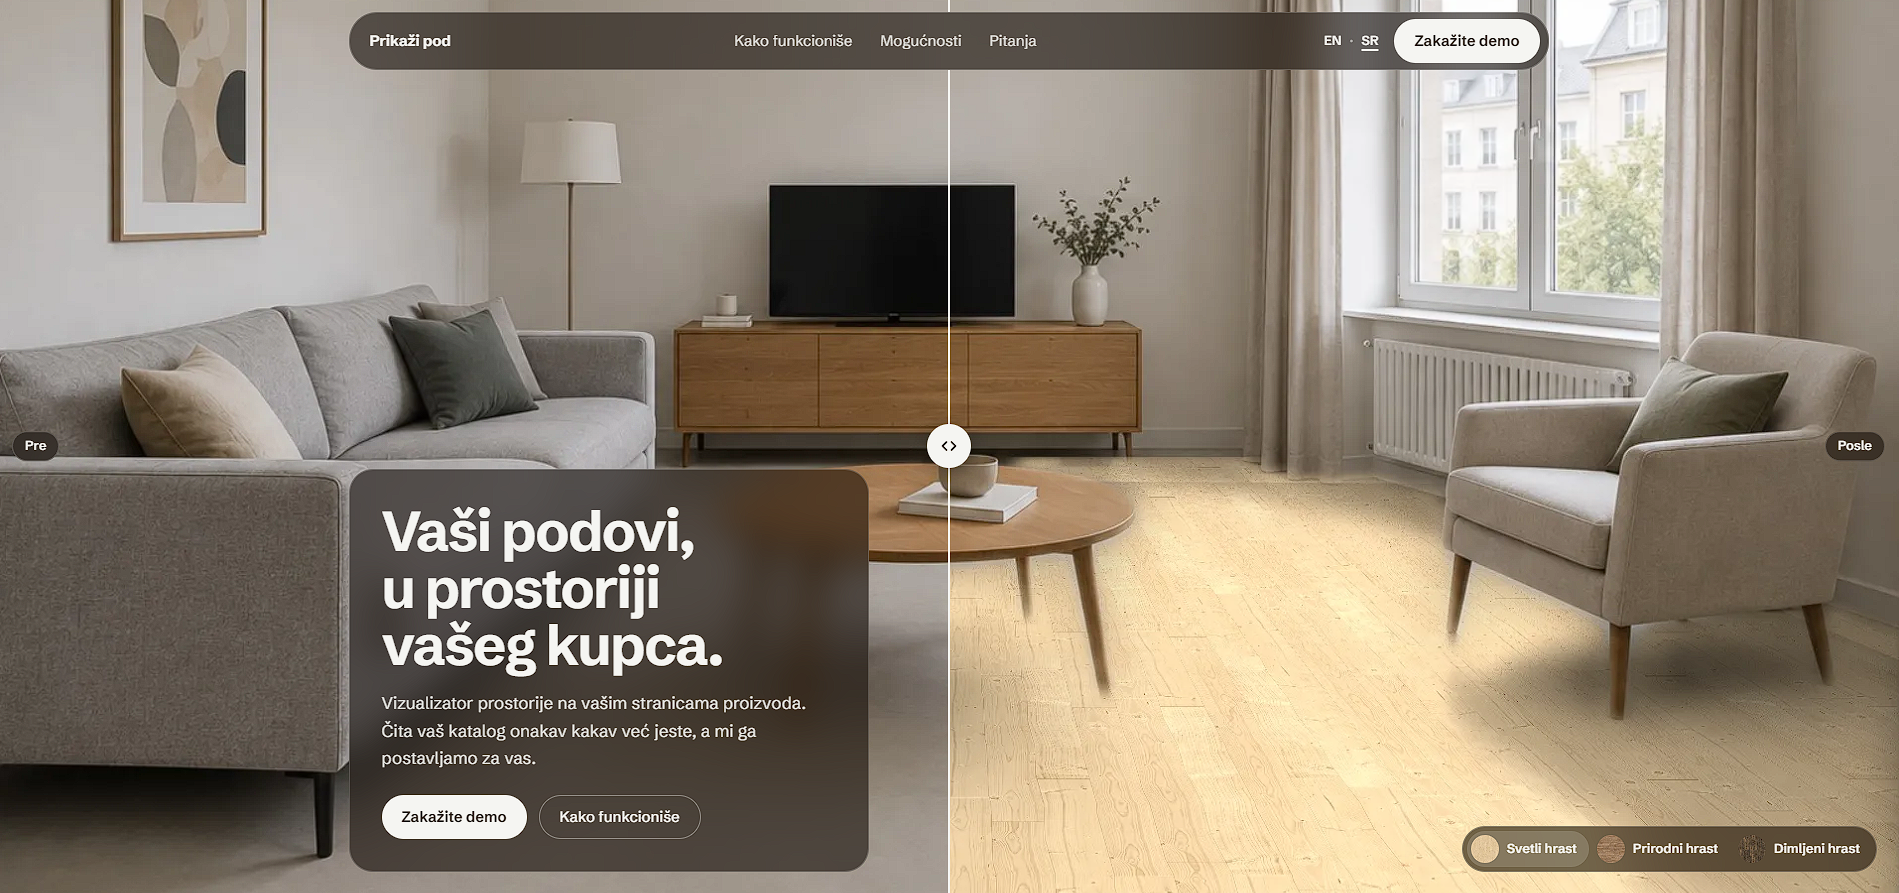 Prikaži pod
Kako funkcioniše
Mogućnosti
Pitanja
EN · SR
Zakažite demo
Pre
Posle
Vaši podovi,
u prostoriji
vašeg kupca.
Vizualizator prostorije na vašim stranicama proizvoda.
Čita vaš katalog onakav kakav već jeste, a mi ga
postavljamo za vas.
Zakažite demo
Kako funkcioniše
Svetli hrast
Prirodni hrast
Dimljeni hrast